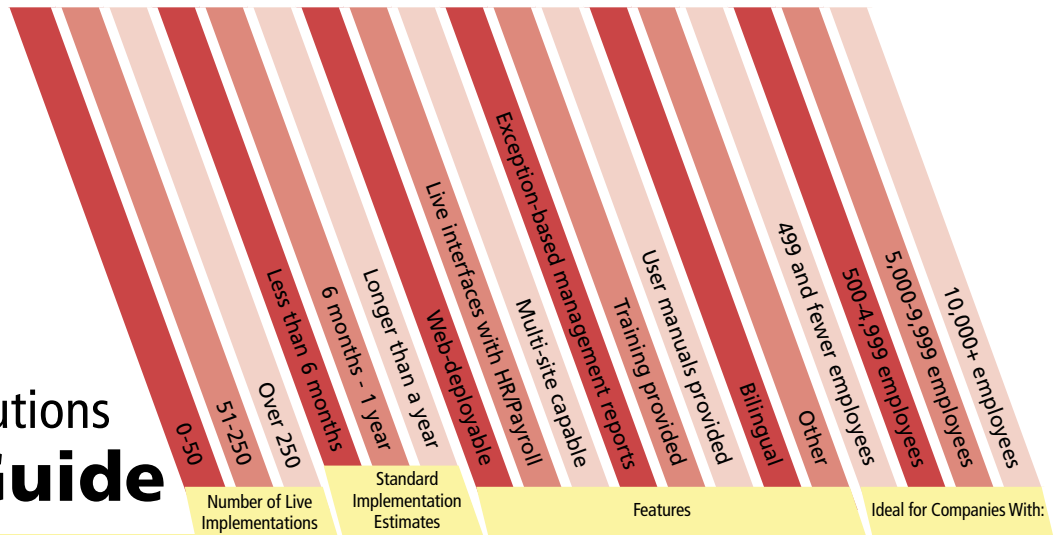 utions
Guide
0-50
51-250
Over 250
Less than 6 months
6 months - 1 year
Longer than a year
Web-deployable
Live interfaces with HR/Payroll
Multi-site capable
Exception-based management reports
Training provided
User manuals provided
Bilingual
Other
499 and fewer employees
500-4,999 employees
5,000-9,999 employees
10,000+ employees
Number of Live
Implementations
Standard
Implementation
Estimates
Features
Ideal for Companies With: